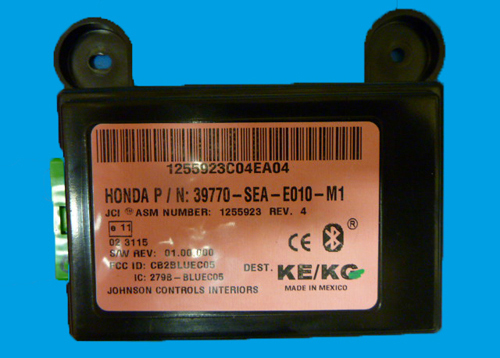 1255923C04EA04
HONDA P / N: 39770-SEA-E010-M1
JCI ASM NUMBER: 1255923 REV. 4
e 11
02 3115
S/W REV: 01.00.000
FCC ID: CB2BLUEC05
IC: 279B-BLUEC05
JOHNSON CONTROLS INTERIORS
CE ®
DEST. KE/KG
MADE IN MEXICO